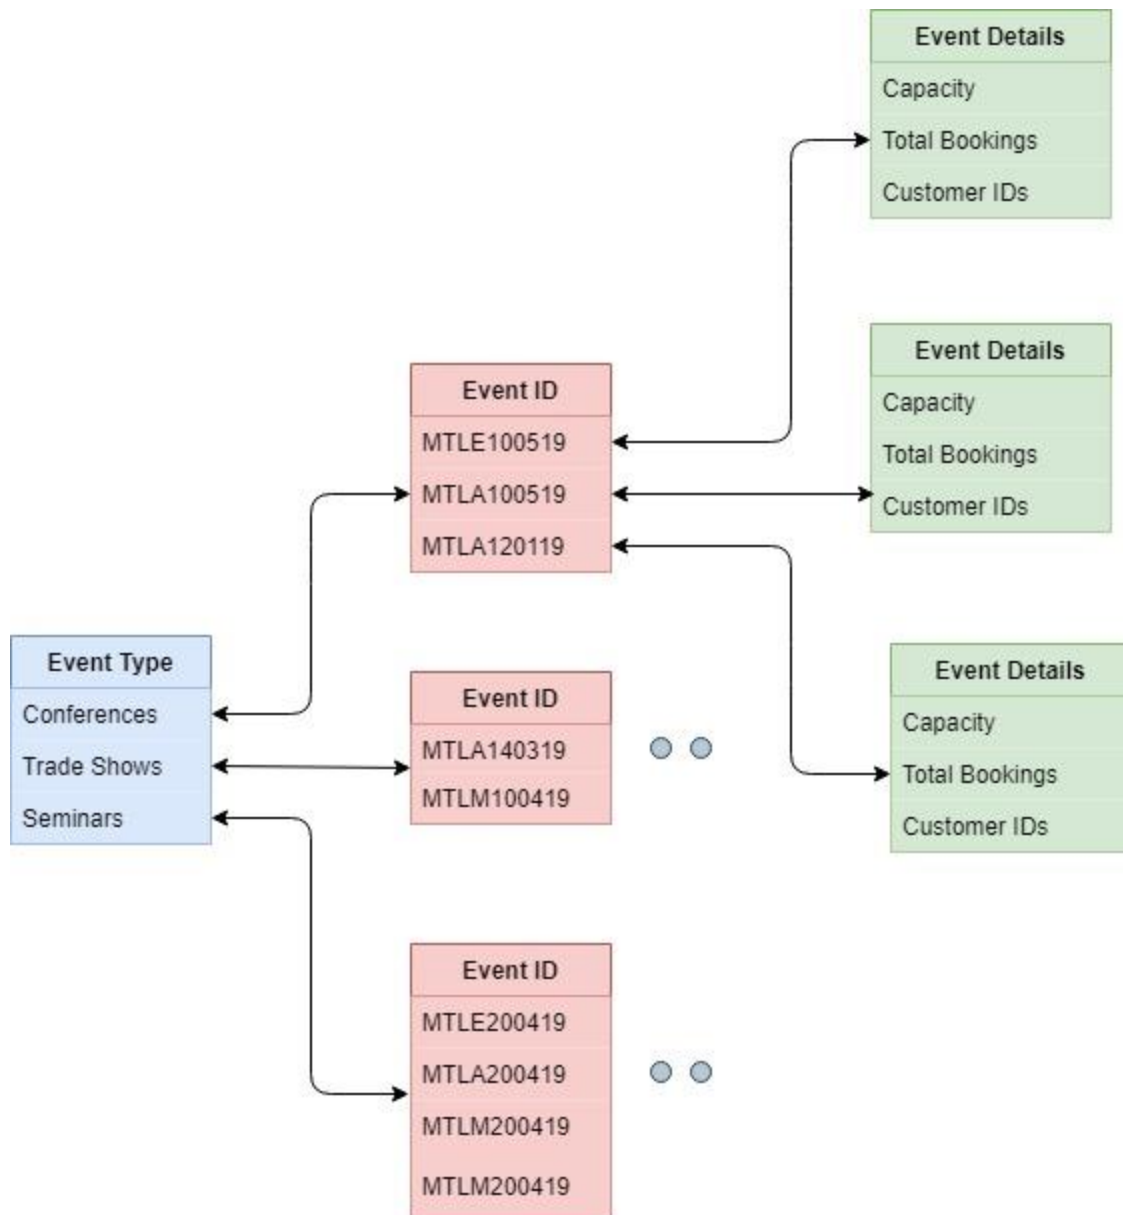 Event Details
Capacity
Total Bookings
Customer IDs
Event Details
Capacity
Total Bookings
Customer IDs
Event ID
MTLE100519
MTLA100519
MTLA120119
Event Type
Conferences
Trade Shows
Seminars
Event ID
MTLA140319
MTLM100419
Event Details
Capacity
Total Bookings
Customer IDs
Event ID
MTLE200419
MTLA200419
MTLM200419
MTLM200419